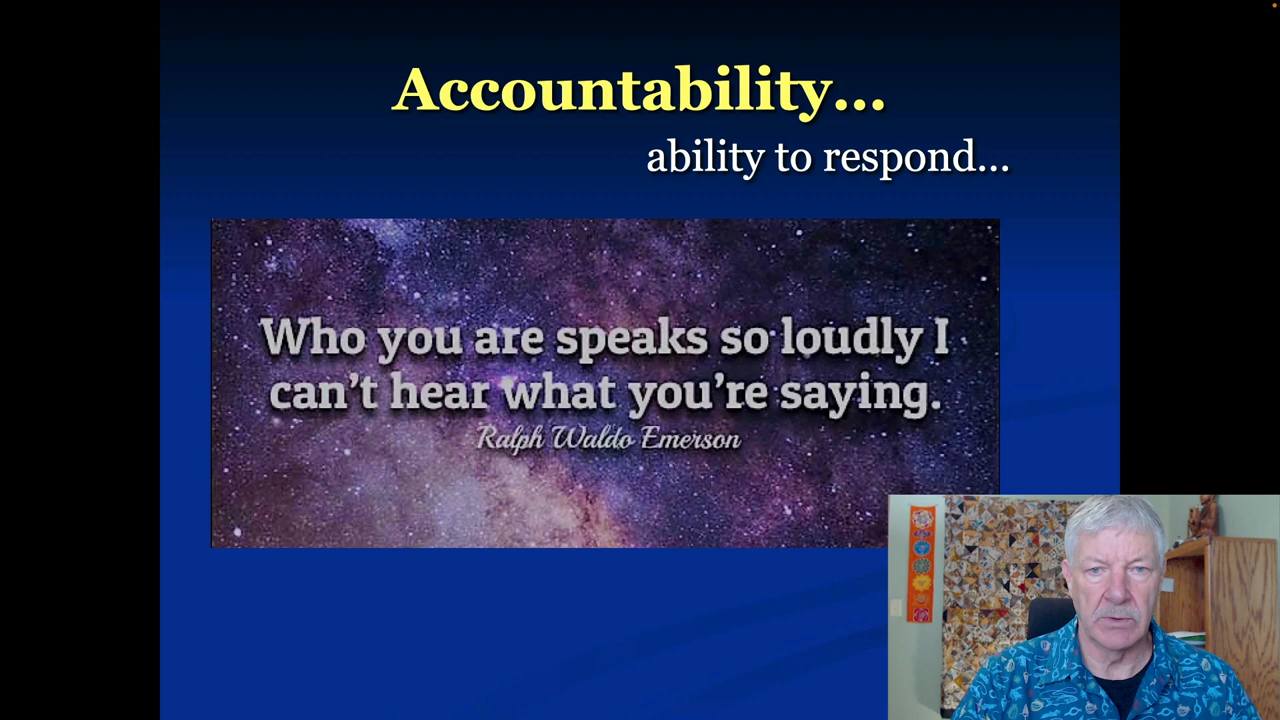 Accountability...
ability to respond...
Who you are speaks so loudly I
can't hear what you're saying.
Ralph Waldo Emerson